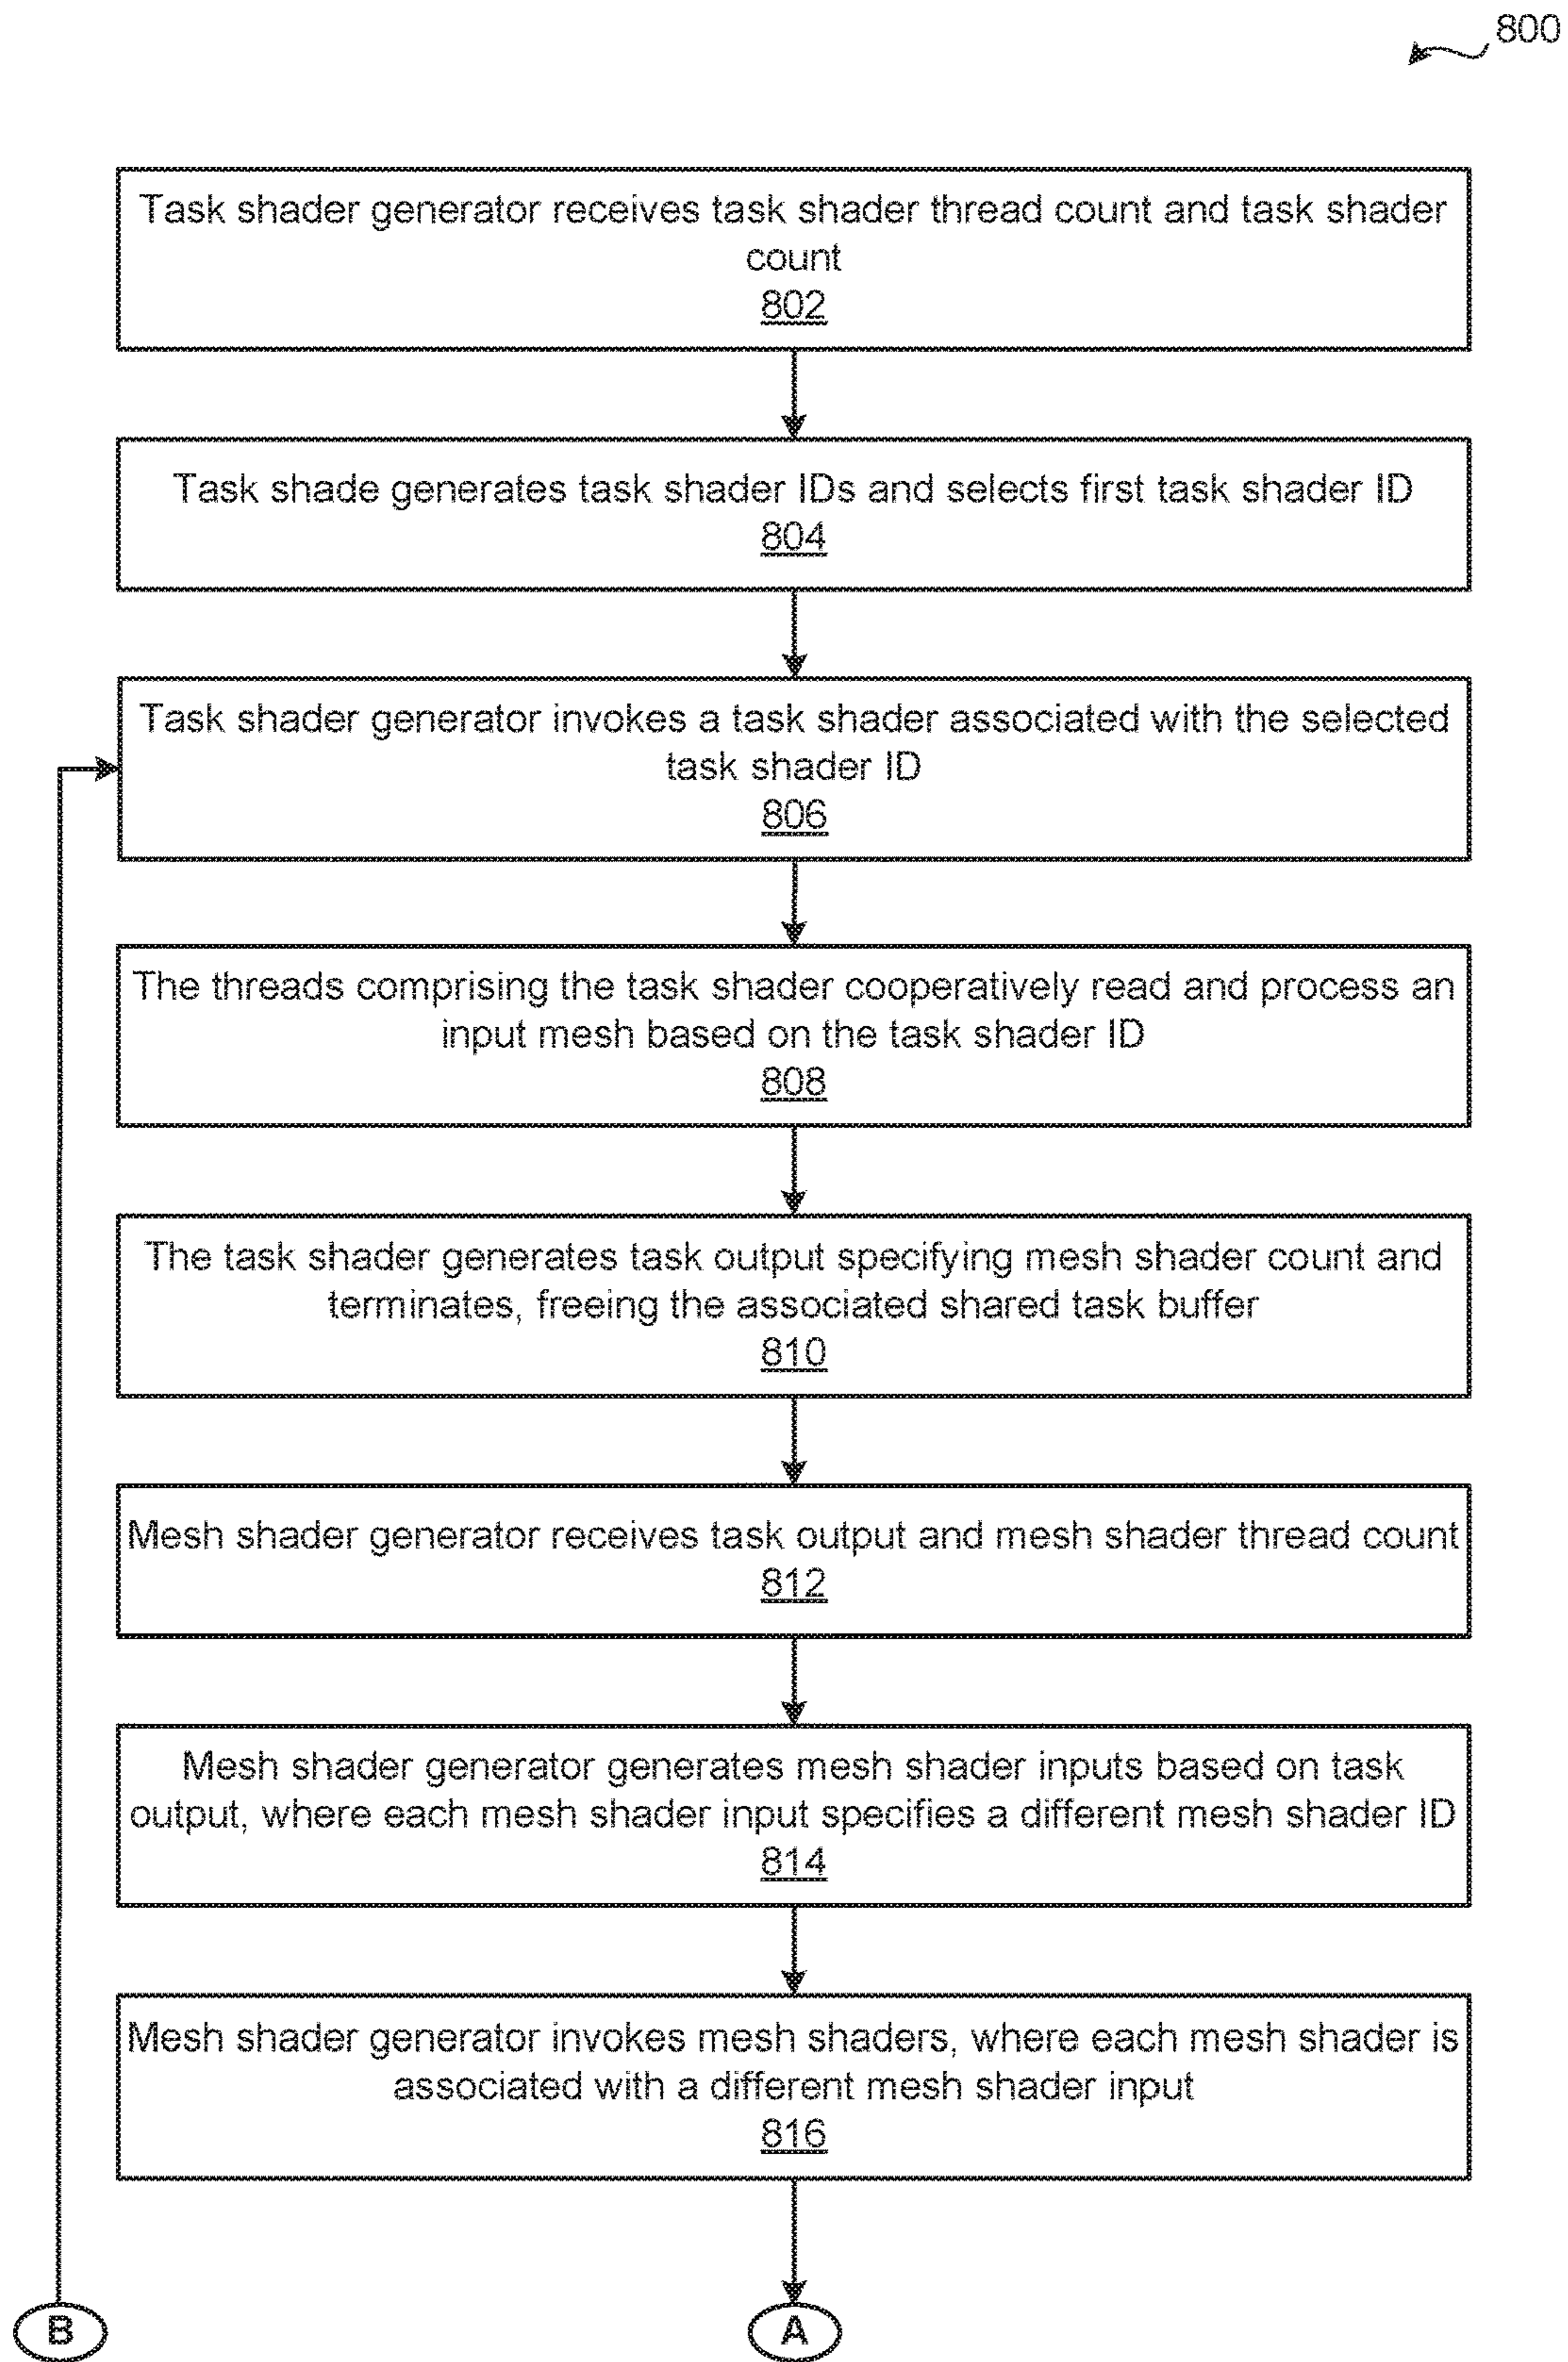 800
Task shader generator receives task shader thread count and task shader
count
802
Task shade generates task shader IDs and selects first task shader ID
804
Task shader generator invokes a task shader associated with the selected
task shader ID
806
The threads comprising the task shader cooperatively read and process an
input mesh based on the task shader ID
808
The task shader generates task output specifying mesh shader count and
terminates, freeing the associated shared task buffer
810
Mesh shader generator receives task output and mesh shader thread count
812
Mesh shader generator generates mesh shader inputs based on task
output, where each mesh shader input specifies a different mesh shader ID
814
Mesh shader generator invokes mesh shaders, where each mesh shader is
associated with a different mesh shader input
816
B
A